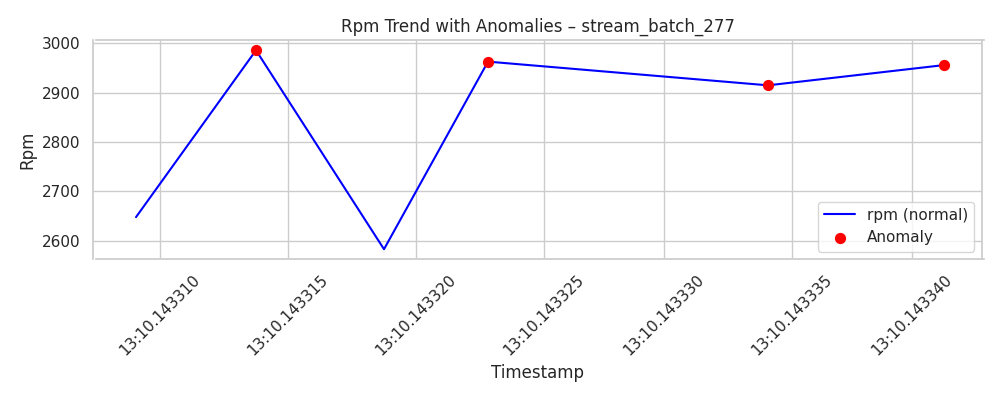 Rpm Trend with Anomalies – stream_batch_277
3000
2900
2800
2700
2600
Rpm
rpm (normal)
Anomaly
13:10.143310
13:10.143315
13:10.143320
13:10.143325
13:10.143330
13:10.143335
13:10.143340
Timestamp